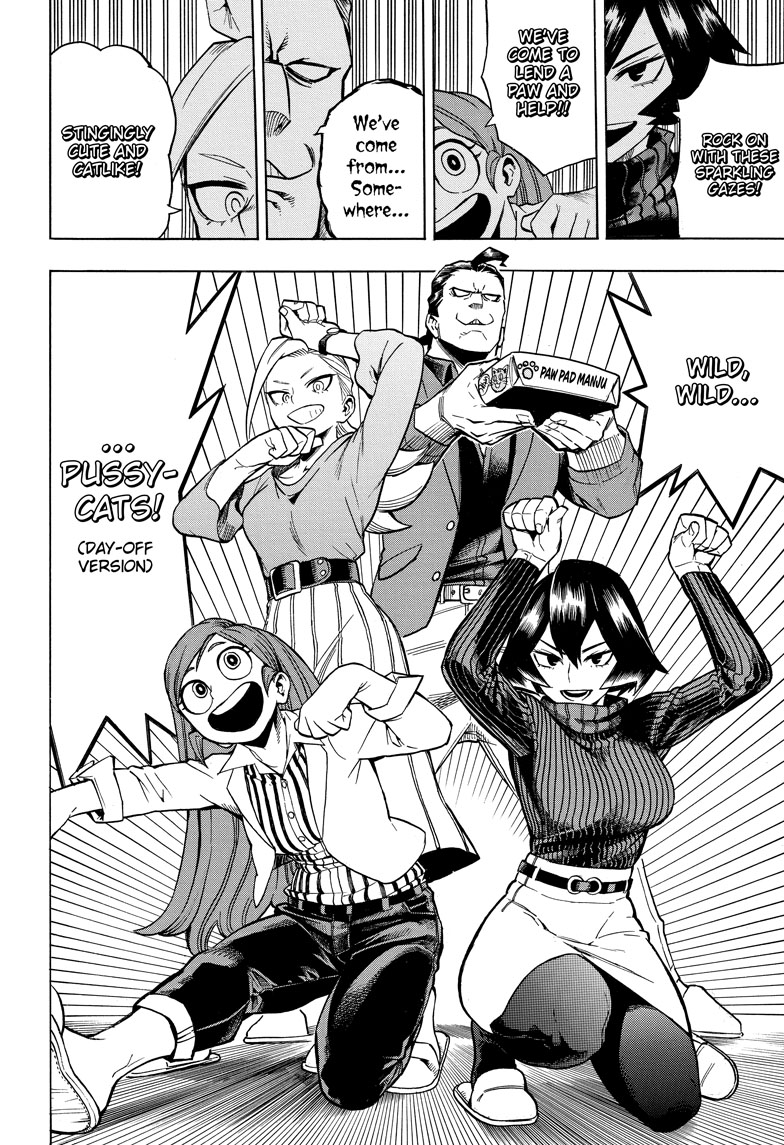 ROCK ON
WITH THESE
SPARKLING
GAZES!
WE'VE
COME TO
LEND A
PAW AND
HELP!!
We've
come
from...
Some-
where...
STINGINGLY
CUTE AND
CATLIKE!
WILD,
WILD...
PAW PAD MANJU
...
PUSSY-
CATS!
(DAY-OFF
VERSION)